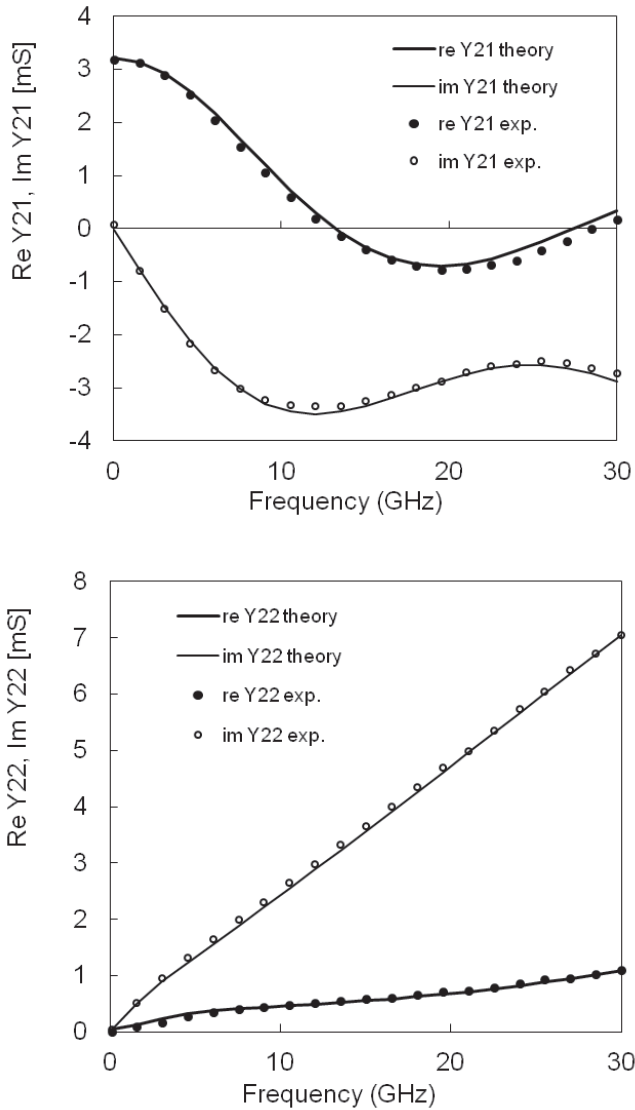 4
3
2
1
0
-1
-2
-3
-4
Re Y21, Im Y21 [mS]
re Y21 theory
im Y21 theory
re Y21 exp.
im Y21 exp.
0
10
20
30
Frequency (GHz)
8
7
6
5
4
3
2
1
0
Re Y22, Im Y22 [mS]
re Y22 theory
im Y22 theory
re Y22 exp.
im Y22 exp.
0
10
20
30
Frequency (GHz)